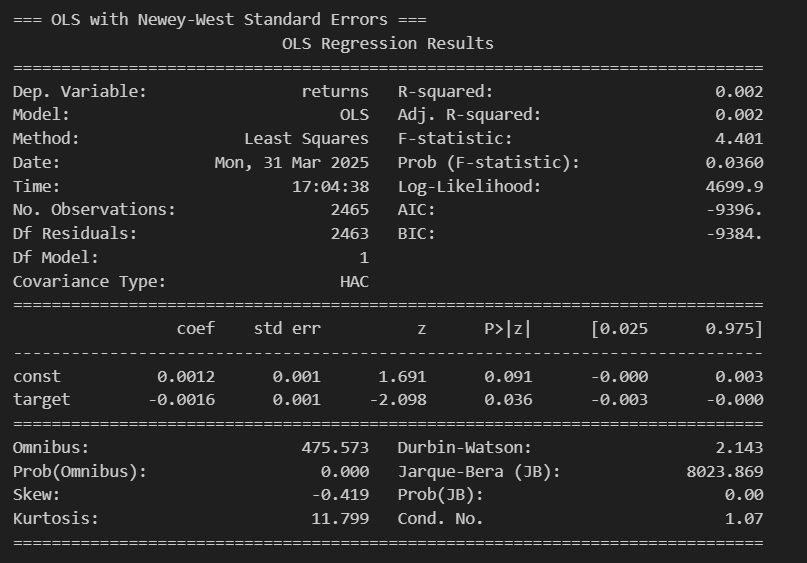 === OLS with Newey-West Standard Errors ===
                            OLS Regression Results
==============================================================================
Dep. Variable:                returns   R-squared:                       0.002
Model:                            OLS   Adj. R-squared:                  0.002
Method:                 Least Squares   F-statistic:                     4.401
Date:                Mon, 31 Mar 2025   Prob (F-statistic):             0.0360
Time:                        17:04:38   Log-Likelihood:                 4699.9
No. Observations:                2465   AIC:                            -9396.
Df Residuals:                    2463   BIC:                            -9384.
Df Model:                           1
Covariance Type:                  HAC
==============================================================================
                 coef    std err          z      P>|z|      [0.025      0.975]
------------------------------------------------------------------------------
const          0.0012      0.001      1.691      0.091      -0.000       0.003
target        -0.0016      0.001     -2.098      0.036      -0.003      -0.000
==============================================================================
Omnibus:                      475.573   Durbin-Watson:                   2.143
Prob(Omnibus):                  0.000   Jarque-Bera (JB):             8023.869
Skew:                          -0.419   Prob(JB):                         0.00
Kurtosis:                      11.799   Cond. No.                         1.07
==============================================================================